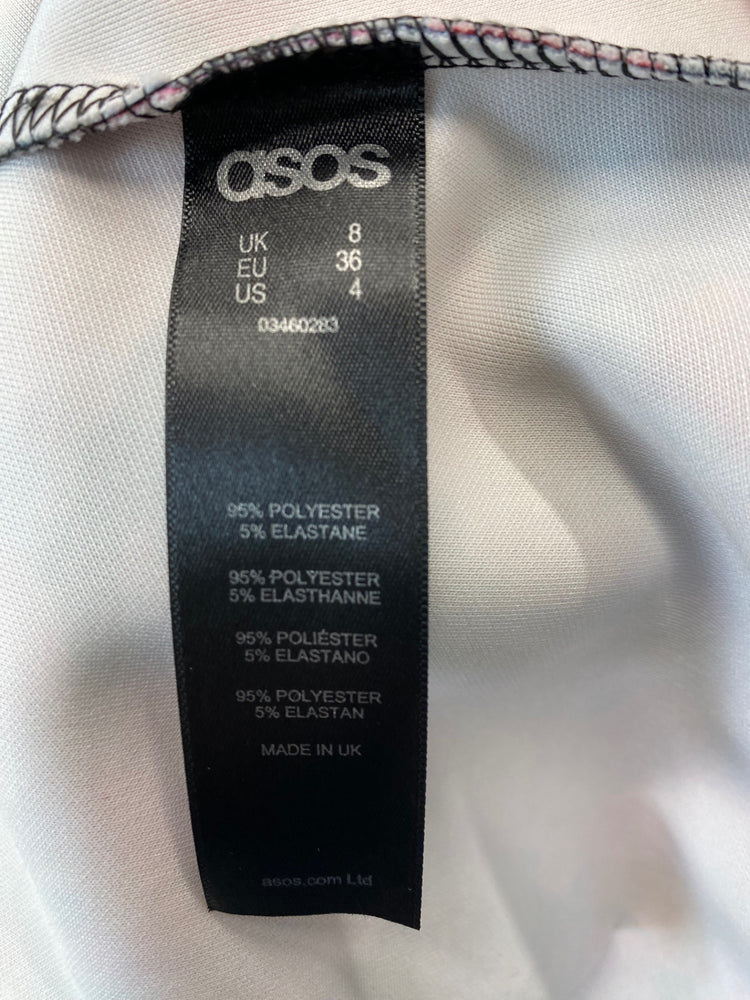 asos
UK 8
EU 36
US 4
03460283
95% POLYESTER
5% ELASTANE
95% POLYESTER
5% ELASTHANNE
95% POLIÉSTER
5% ELASTANO
95% POLYESTER
5% ELASTAN
MADE IN UK
asos.com Ltd